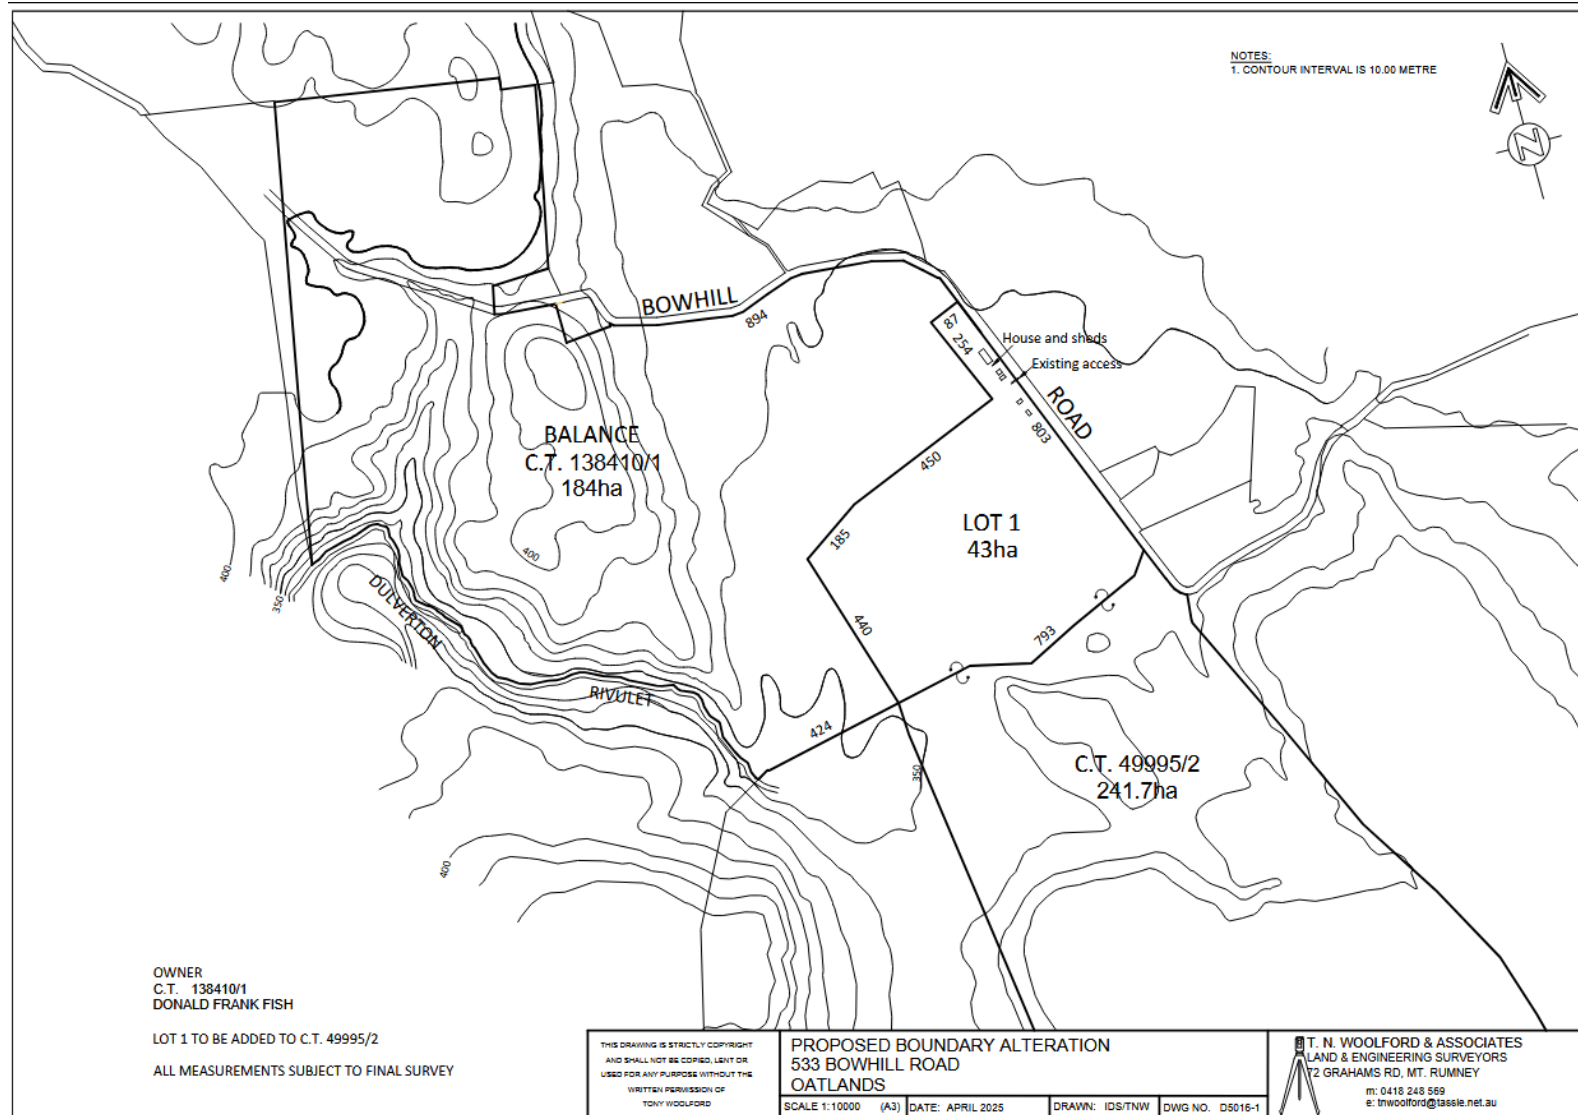 NOTES:
1. CONTOUR INTERVAL IS 10.00 METRE
N
BOWHILL
894
87
254
House and sheds
Existing access
ROAD
803
450
BALANCE
C.T. 138410/1
184ha
LOT 1
43ha
185
400
400
350
DULVERTON
440
793
RIVULET
424
350
C.T. 49995/2
241.7ha
400
OWNER
C.T. 138410/1
DONALD FRANK FISH
LOT 1 TO BE ADDED TO C.T. 49995/2
ALL MEASUREMENTS SUBJECT TO FINAL SURVEY
THIS DRAWING IS STRICTLY COPYRIGHT
AND SHALL NOT BE COPIED, LENT OR
USED FOR ANY PURPOSE WITHOUT THE
WRITTEN PERMISSION OF
TONY WOOLFORD
PROPOSED BOUNDARY ALTERATION
533 BOWHILL ROAD
OATLANDS
SCALE 1:10000 (A3)
DATE: APRIL 2025
DRAWN: IDS/TNW
DWG NO. D5016-1
T. N. WOOLFORD & ASSOCIATES
LAND & ENGINEERING SURVEYORS
72 GRAHAMS RD, MT. RUMNEY
m: 0418 248 569
e: tnwoolford@tassie.net.au